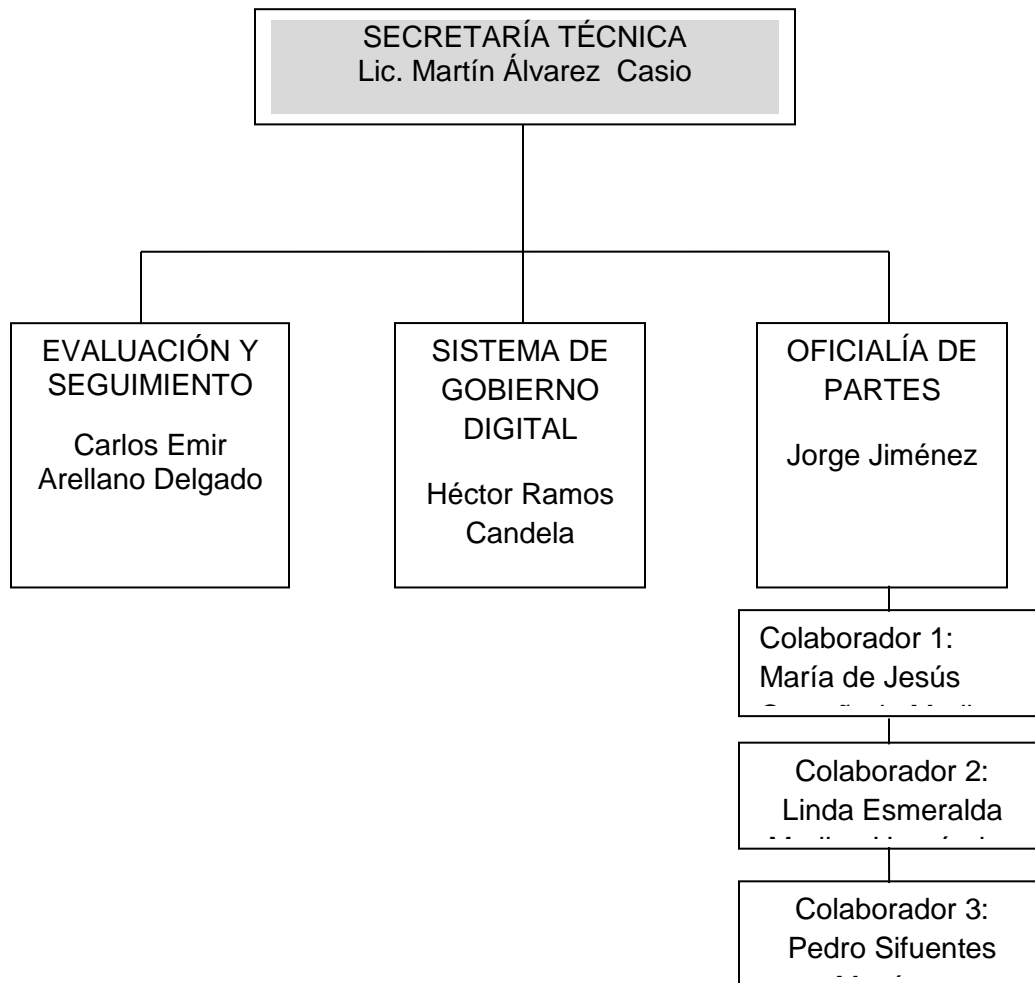 SECRETARÍA TÉCNICA
Lic. Martín Álvarez  Casio
EVALUACIÓN Y
SEGUIMIENTO
Carlos Emir
Arellano Delgado
SISTEMA DE
GOBIERNO
DIGITAL
Héctor Ramos
Candela
OFICIALÍA DE
PARTES
Jorge Jiménez
Colaborador 1:
María de Jesús
Colaborador 2:
Linda Esmeralda
Colaborador 3:
Pedro Sifuentes